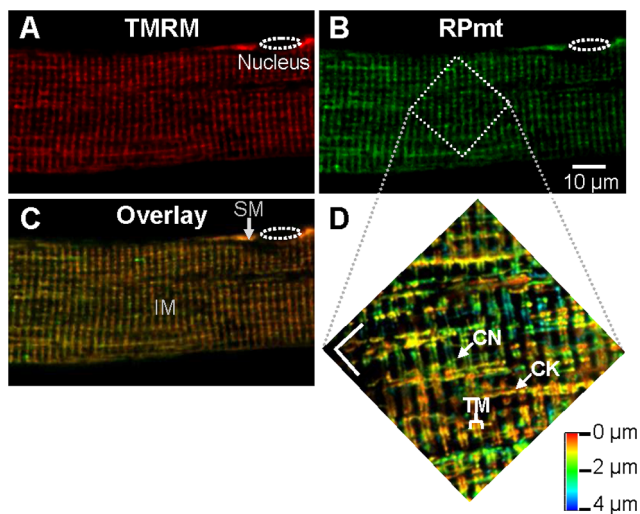 A TMRM
Nucleus
B RPmt
10 µm
C Overlay
SM
IM
D
CN
CK
TM
0 µm
2 µm
4 µm